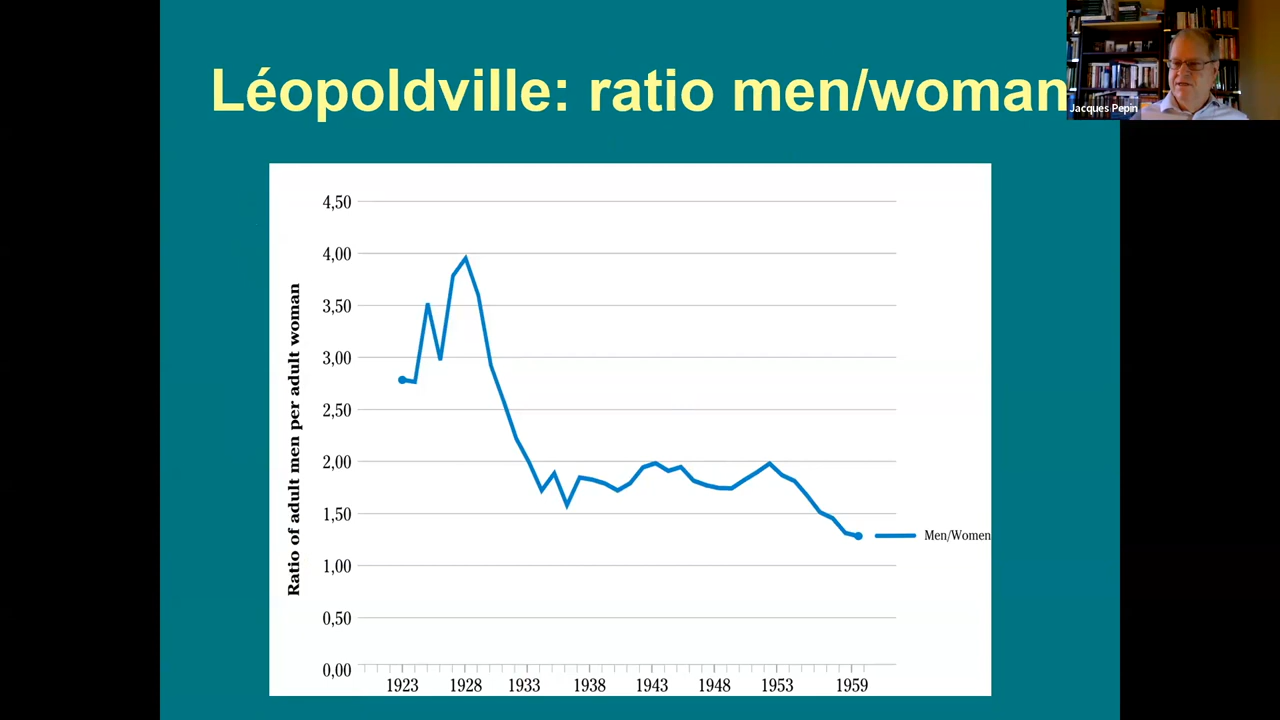 Léopoldville: ratio men/woman
Jacques Pepin
Ratio of adult men per adult woman
4,50
4,00
3,50
3,00
2,50
2,00
1,50
1,00
0,50
0,00
1923 1928 1933 1938 1943 1948 1953 1959
Men/Women